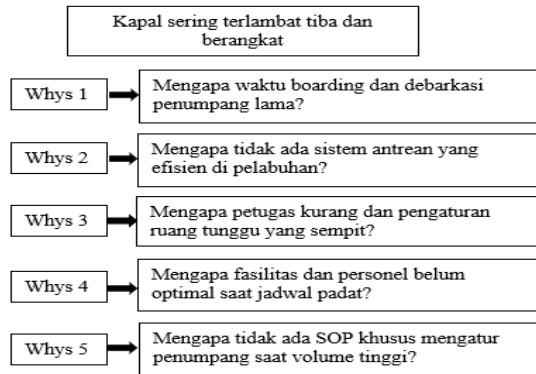 Kapal sering terlambat tiba dan
berangkat
Whys 1
Mengapa waktu boarding dan debarkasi
penumpang lama?
Whys 2
Mengapa tidak ada sistem antrean yang
efisien di pelabuhan?
Whys 3
Mengapa petugas kurang dan pengaturan
ruang tunggu yang sempit?
Whys 4
Mengapa fasilitas dan personel belum
optimal saat jadwal padat?
Whys 5
Mengapa tidak ada SOP khusus mengatur
penumpang saat volume tinggi?